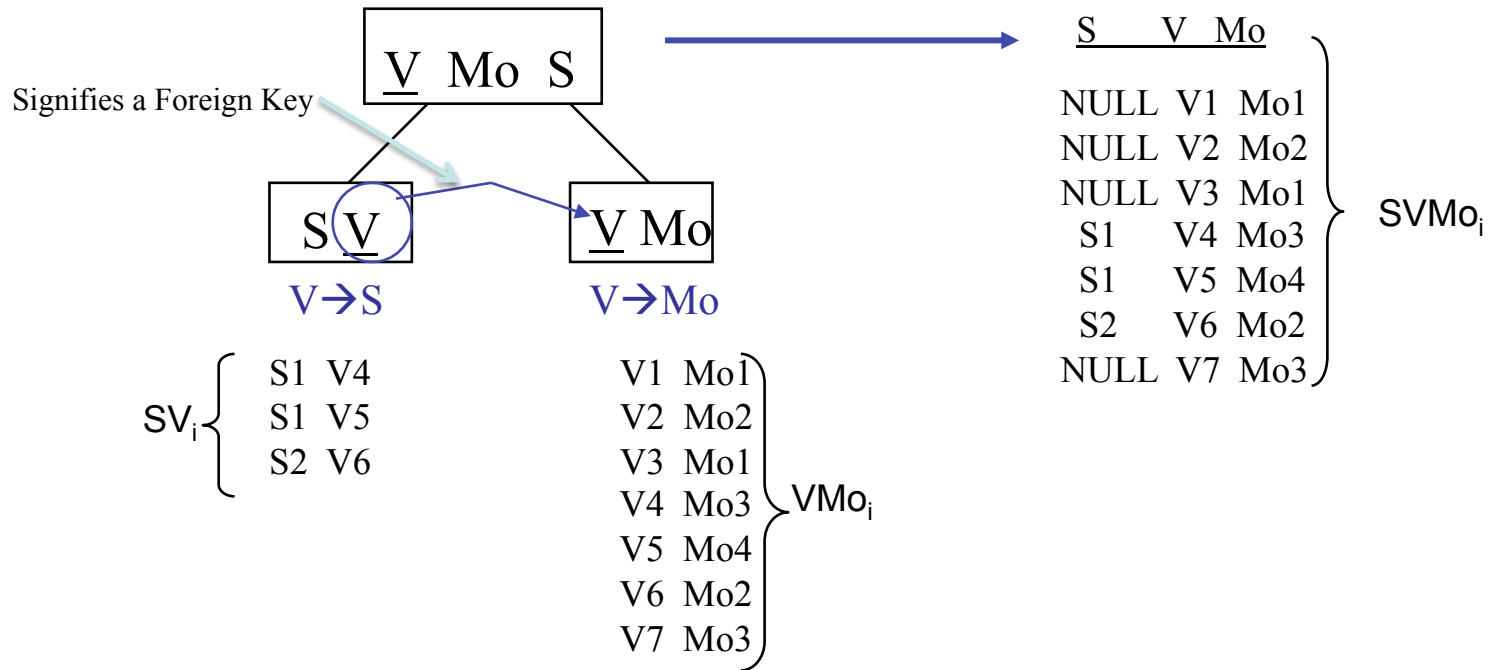 V Mo S
Signifies a Foreign Key
S V
V Mo
V→S
V→Mo
SVi
S1 V4
S1 V5
S2 V6
V1 Mo1
V2 Mo2
V3 Mo1
V4 Mo3
V5 Mo4
V6 Mo2
V7 Mo3
VMoi
S V Mo
NULL V1 Mo1
NULL V2 Mo2
NULL V3 Mo1
S1 V4 Mo3
S1 V5 Mo4
S2 V6 Mo2
NULL V7 Mo3
SVMoi